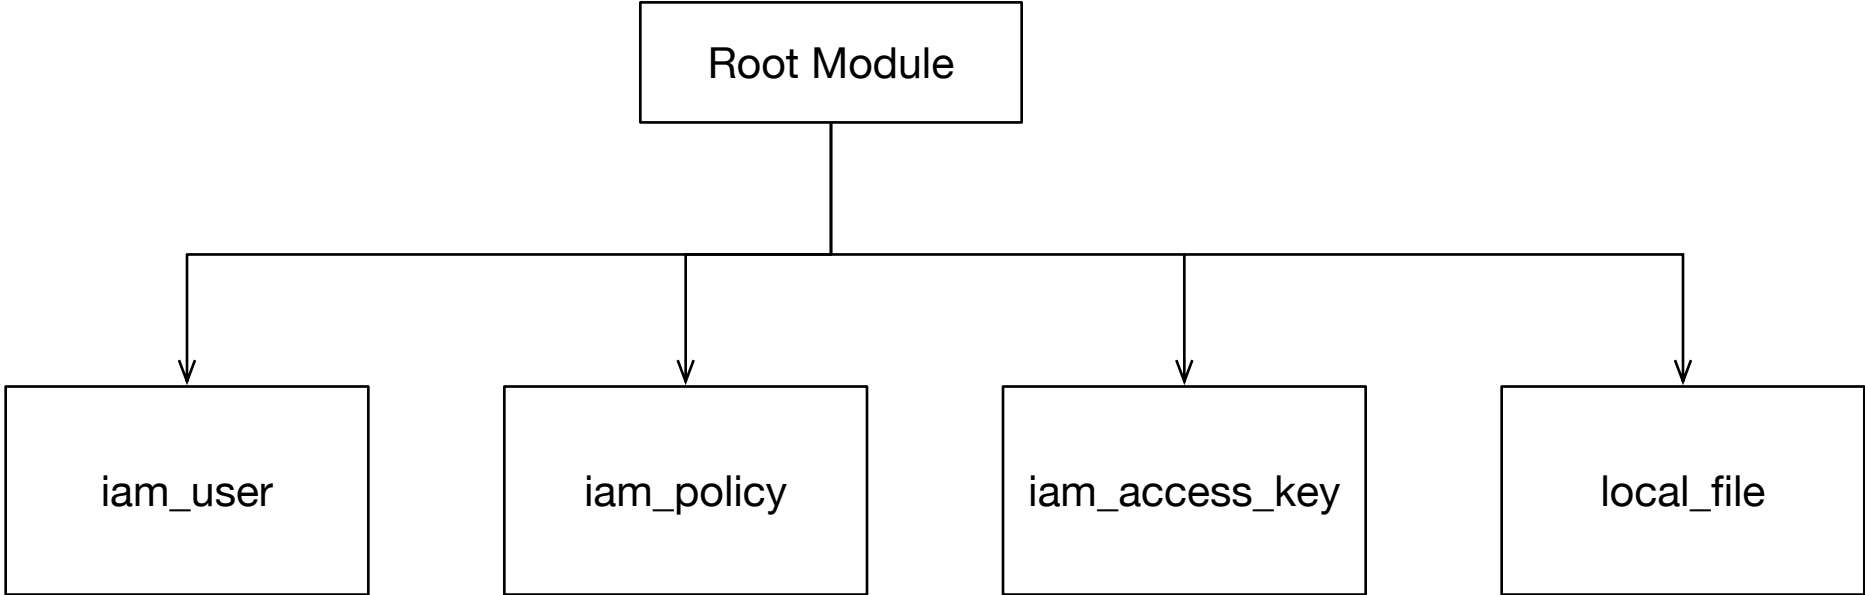 Root Module
iam_user
iam_policy
iam_access_key
local_file